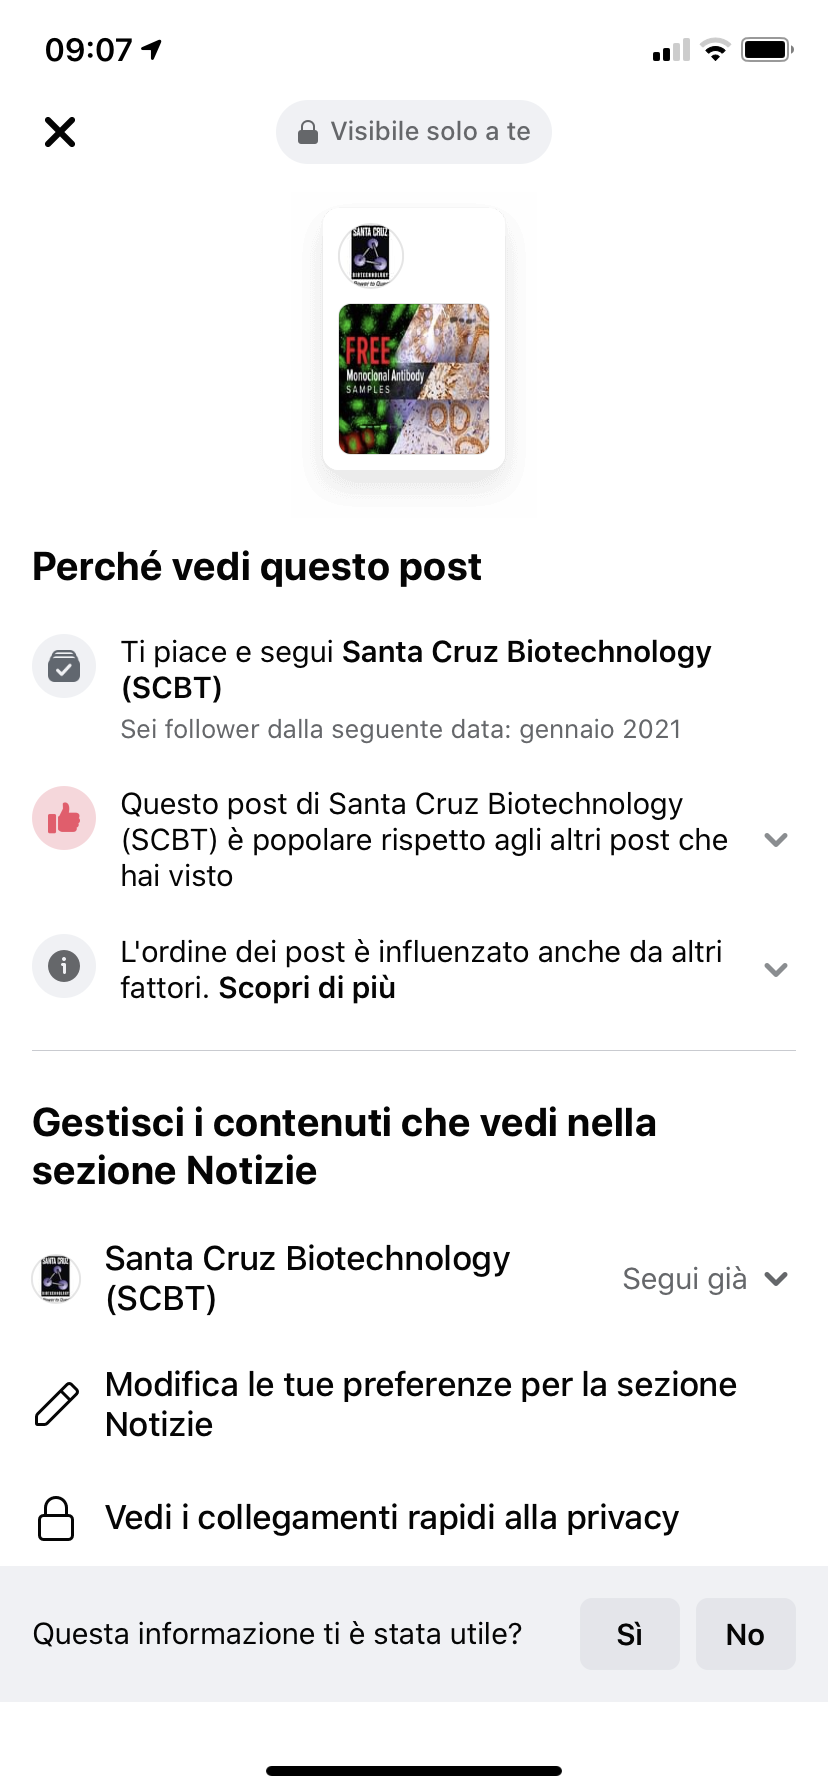 09:07
Visibile solo a te
SANTA CRUZ
BIOTECHNOLOGY
FREE
Monoclonal Antibody
SAMPLES
Perché vedi questo post
Ti piace e segui Santa Cruz Biotechnology
(SCBT)
Sei follower dalla seguente data: gennaio 2021
Questo post di Santa Cruz Biotechnology
(SCBT) è popolare rispetto agli altri post che
hai visto
L'ordine dei post è influenzato anche da altri
fattori. Scopri di più
Gestisci i contenuti che vedi nella
sezione Notizie
SANTA CRUZ
Santa Cruz Biotechnology
(SCBT)
Segui già
Modifica le tue preferenze per la sezione
Notizie
Vedi i collegamenti rapidi alla privacy
Questa informazione ti è stata utile?
Sì
No